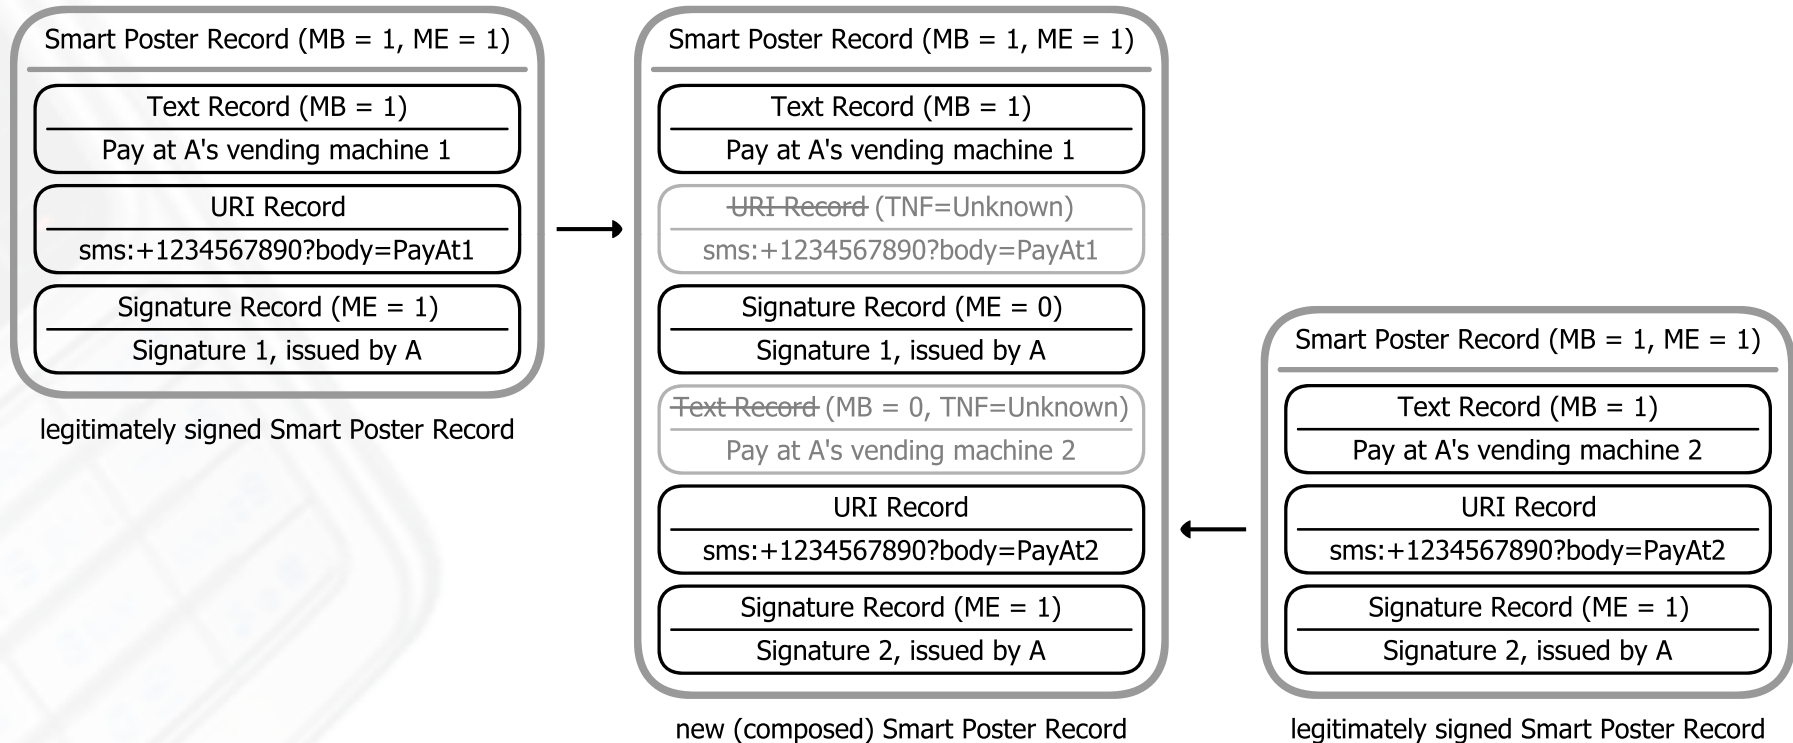 Smart Poster Record (MB = 1, ME = 1)
Text Record (MB = 1)
Pay at A's vending machine 1
URI Record
sms:+1234567890?body=PayAt1
Signature Record (ME = 1)
Signature 1, issued by A
legitimately signed Smart Poster Record
Smart Poster Record (MB = 1, ME = 1)
Text Record (MB = 1)
Pay at A's vending machine 1
URI Record (TNF=Unknown)
sms:+1234567890?body=PayAt1
Signature Record (ME = 0)
Signature 1, issued by A
Text Record (MB = 0, TNF=Unknown)
Pay at A's vending machine 2
URI Record
sms:+1234567890?body=PayAt2
Signature Record (ME = 1)
Signature 2, issued by A
new (composed) Smart Poster Record
Smart Poster Record (MB = 1, ME = 1)
Text Record (MB = 1)
Pay at A's vending machine 2
URI Record
sms:+1234567890?body=PayAt2
Signature Record (ME = 1)
Signature 2, issued by A
legitimately signed Smart Poster Record